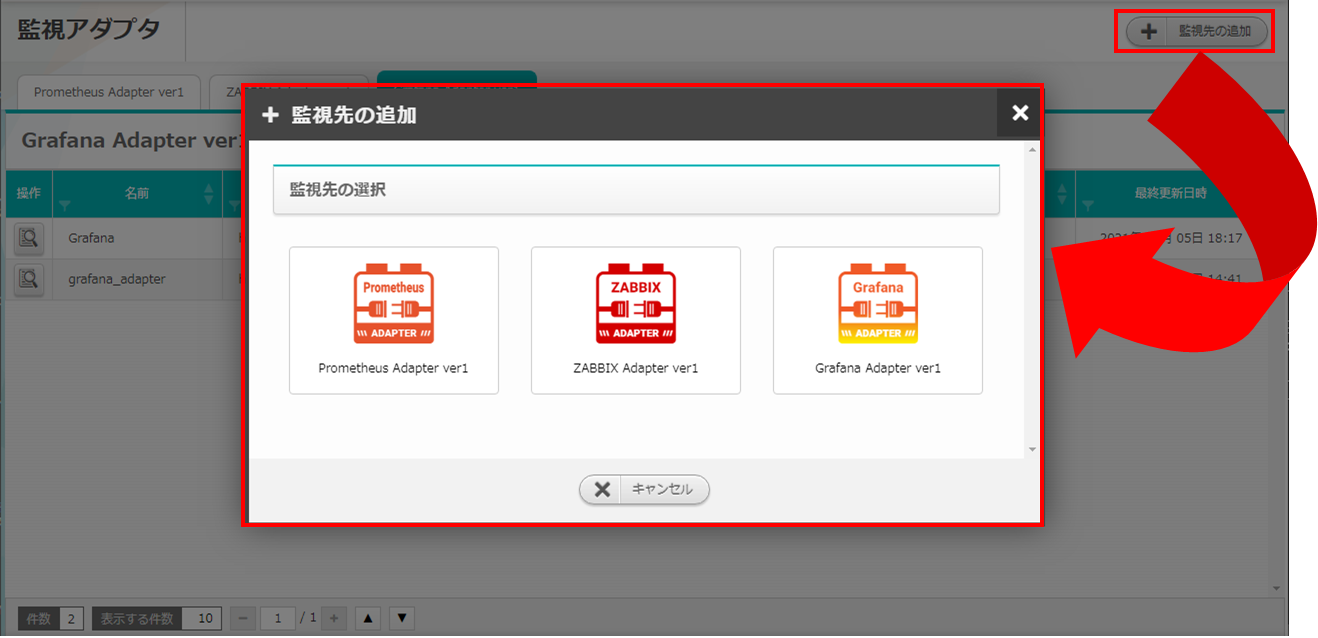 監視アダプタ
監視先の追加
Prometheus Adapter ver1
ZA
Grafana Adapter ver1
操作
名前
最終更新日時
Grafana
05日 18:17
grafana_adapter
14:41
監視先の追加
監視先の選択
Prometheus
ADAPTER
Prometheus Adapter ver1
ZABBIX
ADAPTER
ZABBIX Adapter ver1
Grafana
ADAPTER
Grafana Adapter ver1
キャンセル
件数 2 表示する件数 10 － 1 / 1 + ▲ ▼